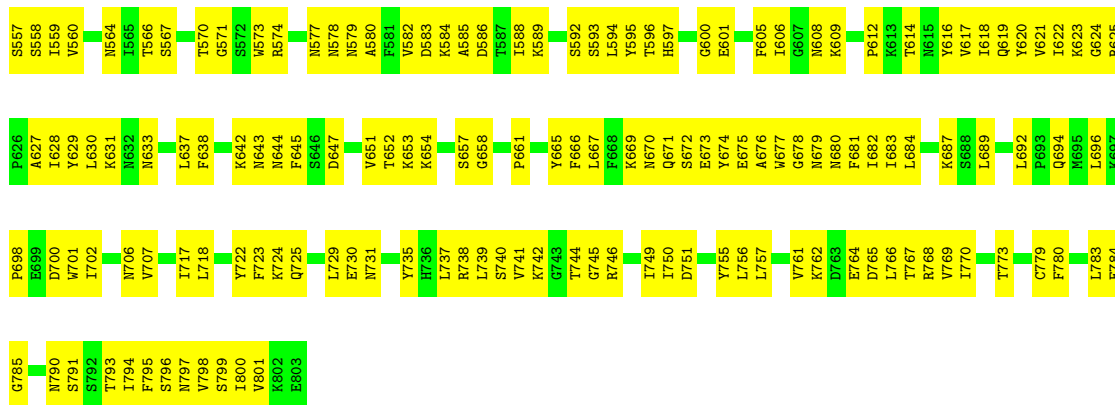 S557 S558 I559 V560 N564 I565 T566 S567 T570 G571 S572 W573 R574 N577 N578 N579 A580 F581 V582 D583 K584 A585 D586 T587 I588 K589 S592 S593 L594 Y595 T596 H597 G600 E601 F605 G607 N608 K609 P612 K613 T614 N615 Y616 V617 I618 Q619 Y620 V621 I622 K623 G624
P626 A627 I628 Y629 L630 K631 N632 N633 L637 F638 K642 N643 N644 F645 S646 D647 V651 T652 K653 K654 S657 G658 P661 Y665 F666 L667 F668 K669 N670 Q671 S672 E673 Y674 E675 A676 W677 G678 N679 N680 F681 I682 I683 L684 K687 S688 L689 L692 P693 Q694 M695 L696 K697
P698 E699 D700 W701 I702 N706 V707 I717 L718 Y722 F723 K724 Q725 L729 E730 N731 Y735 H736 L737 R738 L739 S740 V741 K742 G743 T744 G745 R746 I749 I750 D751 Y755 L756 L757 V761 K762 D763 E764 D765 L766 T767 R768 V769 I770 T773 C779 F780 L783
G785 N790 S791 S792 T793 I794 F795 S796 N797 V798 S799 I800 V801 K802 E803